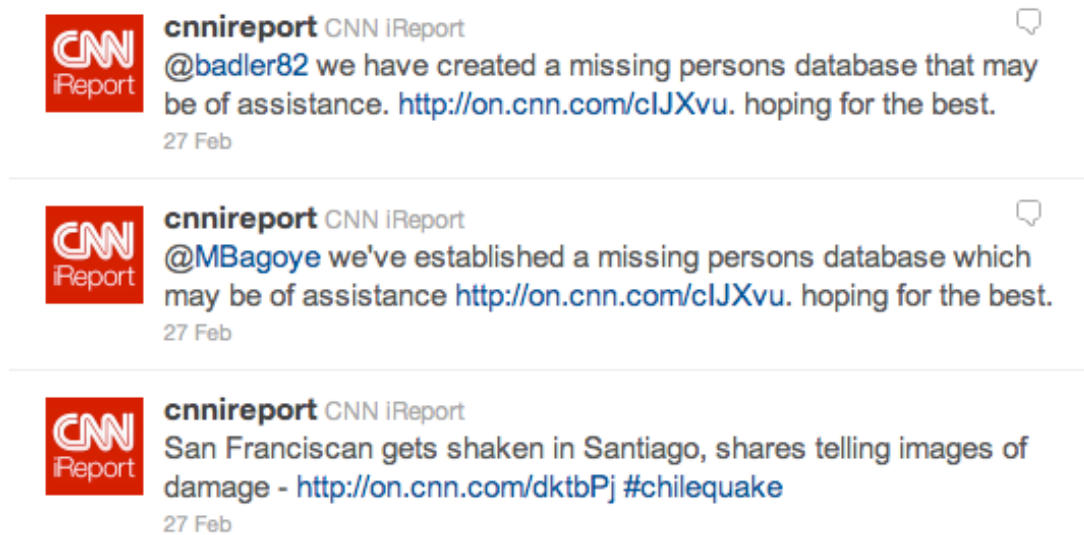 CNN
iReport
cnnireport CNN iReport
@badler82 we have created a missing persons database that may
be of assistance. http://on.cnn.com/cIJXvu. hoping for the best.
27 Feb
CNN
iReport
cnnireport CNN iReport
@MBagoye we've established a missing persons database which
may be of assistance http://on.cnn.com/cIJXvu. hoping for the best.
27 Feb
CNN
iReport
cnnireport CNN iReport
San Franciscan gets shaken in Santiago, shares telling images of
damage - http://on.cnn.com/dktbPj #chilequake
27 Feb